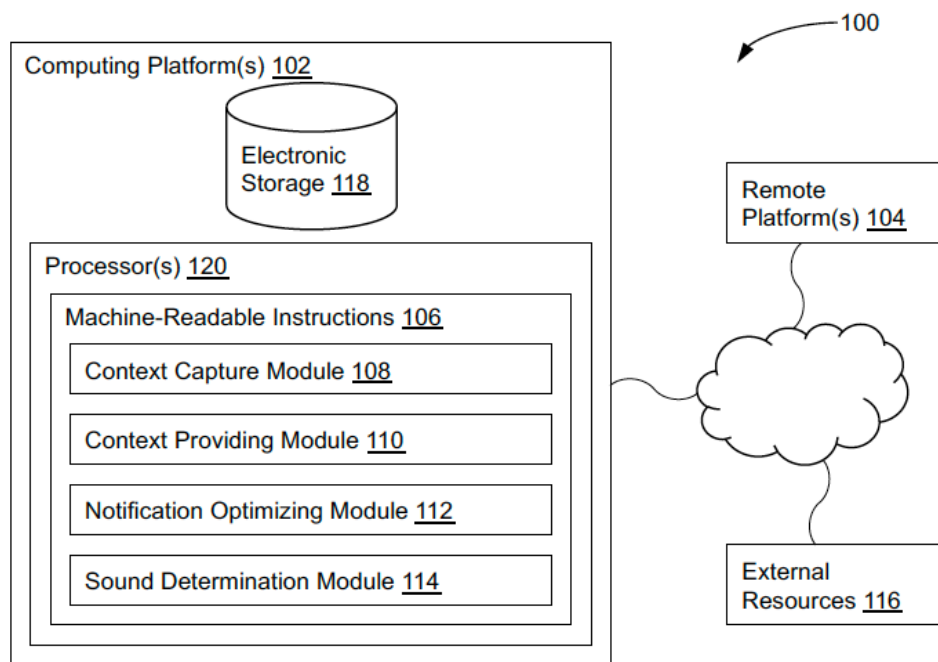 100
Computing Platform(s) 102
Electronic
Storage 118
Remote
Platform(s) 104
Processor(s) 120
Machine-Readable Instructions 106
Context Capture Module 108
Context Providing Module 110
Notification Optimizing Module 112
Sound Determination Module 114
External
Resources 116